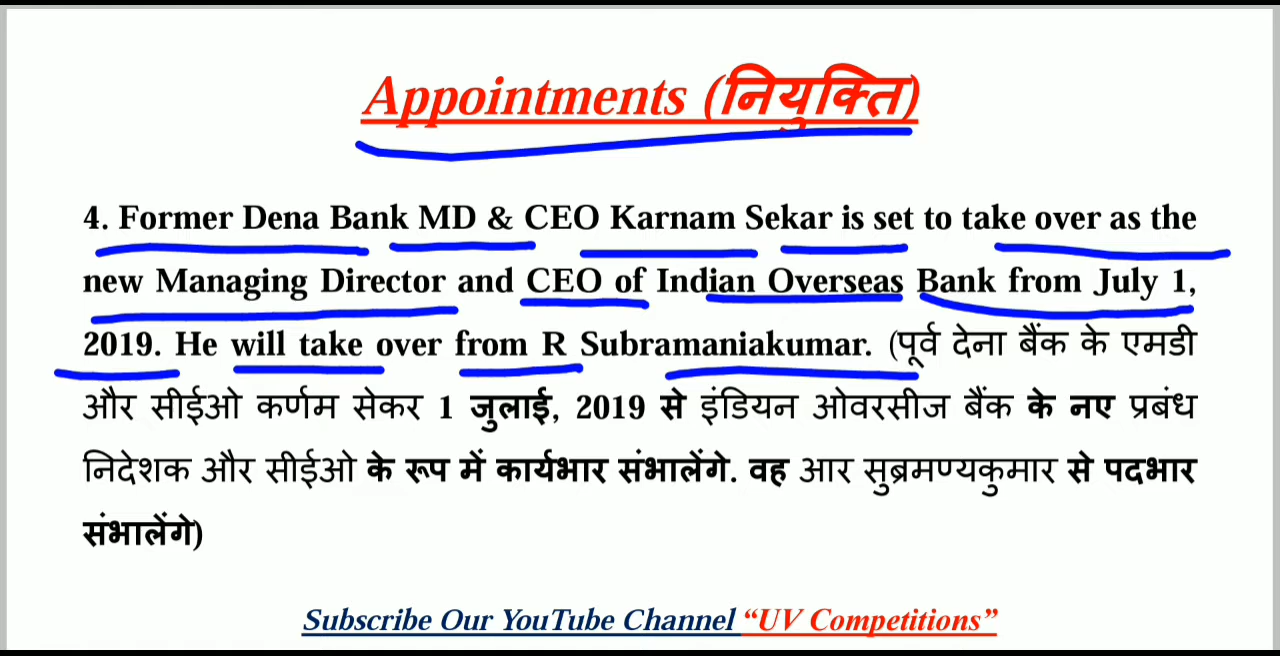 Appointments (नियुक्ति)
4. Former Dena Bank MD & CEO Karnam Sekar is set to take over as the
new Managing Director and CEO of Indian Overseas Bank from July 1,
2019. He will take over from R Subramaniakumar. (पूर्व देना बैंक के एमडी
और सीईओ कर्णम सेकर 1 जुलाई, 2019 से इंडियन ओवरसीज बैंक के नए प्रबंध
निदेशक और सीईओ के रूप में कार्यभार संभालेंगे. वह आर सुब्रमण्यकुमार से पदभार
संभालेंगे)
Subscribe Our YouTube Channel “UV Competitions”